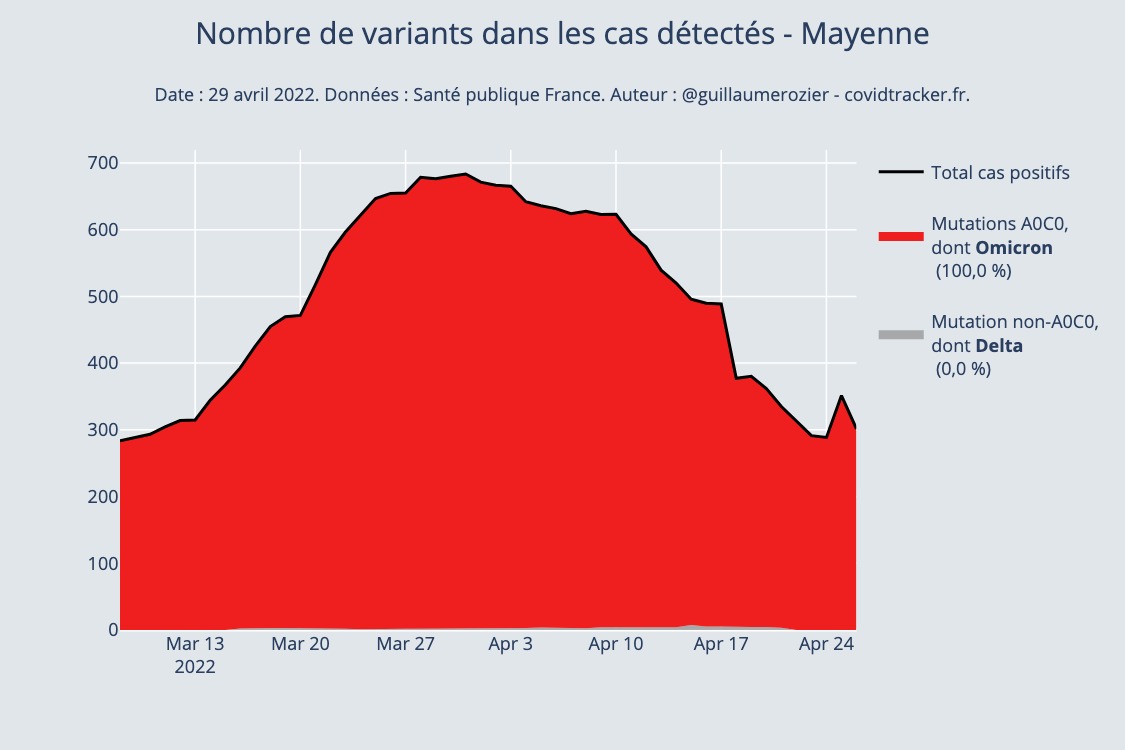 Nombre de variants dans les cas détectés - Mayenne
Date : 29 avril 2022. Données : Santé publique France. Auteur : @guillaumerozier - covidtracker.fr.
700
600
500
400
300
200
100
0
Mar 13
2022
Mar 20
Mar 27
Apr 3
Apr 10
Apr 17
Apr 24
Total cas positifs
Mutations A0C0,
dont Omicron
(100,0 %)
Mutation non-A0C0,
dont Delta
(0,0 %)